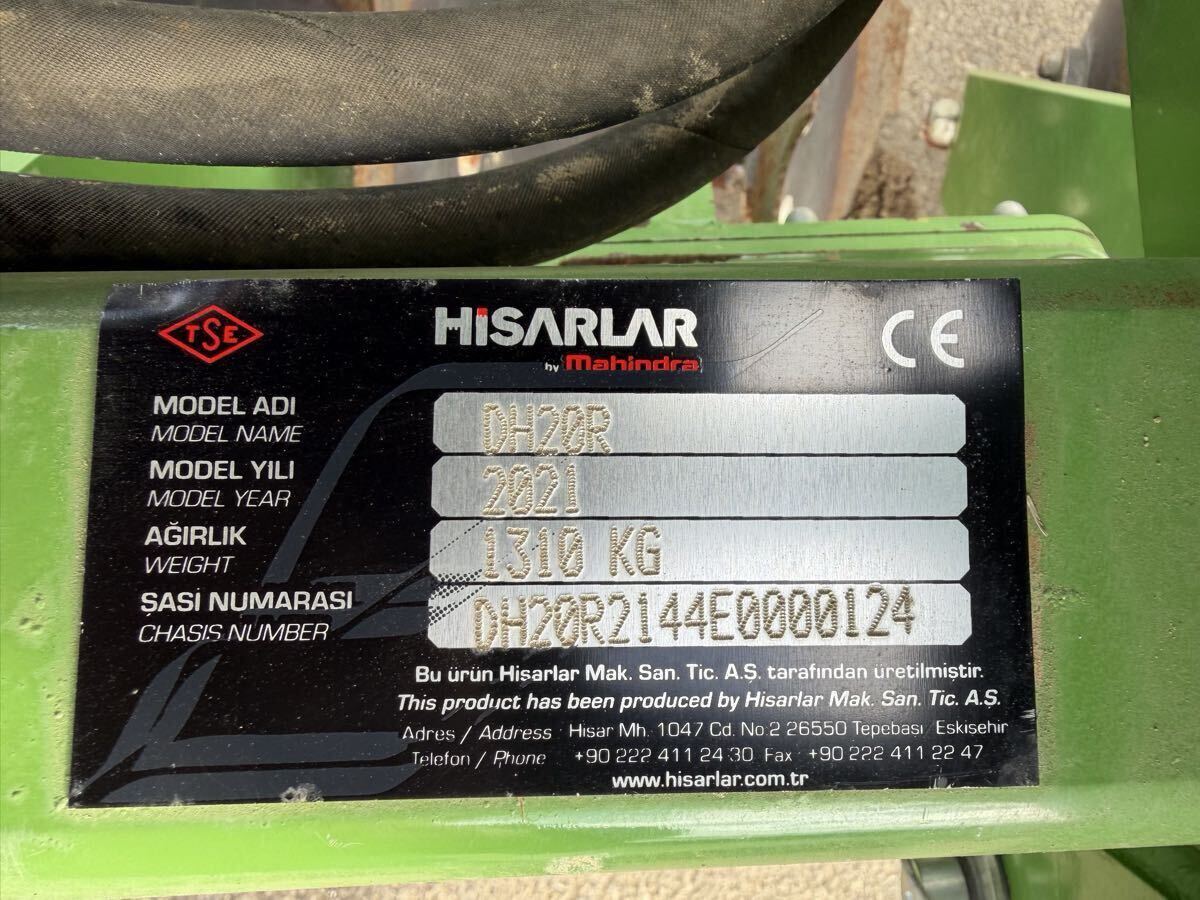 TSE
HİSARLAR
by Mahindra
CE
MODEL ADI
MODEL NAME
DH20R
MODEL YILI
MODEL YEAR
2021
AĞIRLIK
WEIGHT
1310 KG
ŞASİ NUMARASI
CHASIS NUMBER
DH20R2144E0000124
Bu ürün Hisarlar Mak. San. Tic. A.Ş. tarafından üretilmiştir.
This product has been produced by Hisarlar Mak. San. Tic. A.Ş.
Adres / Address Hisar Mh. 1047 Cd. No:2 26550 Tepebaşı Eskişehir
Telefon / Phone +90 222 411 24 30 Fax +90 222 411 22 47
www.hisarlar.com.tr